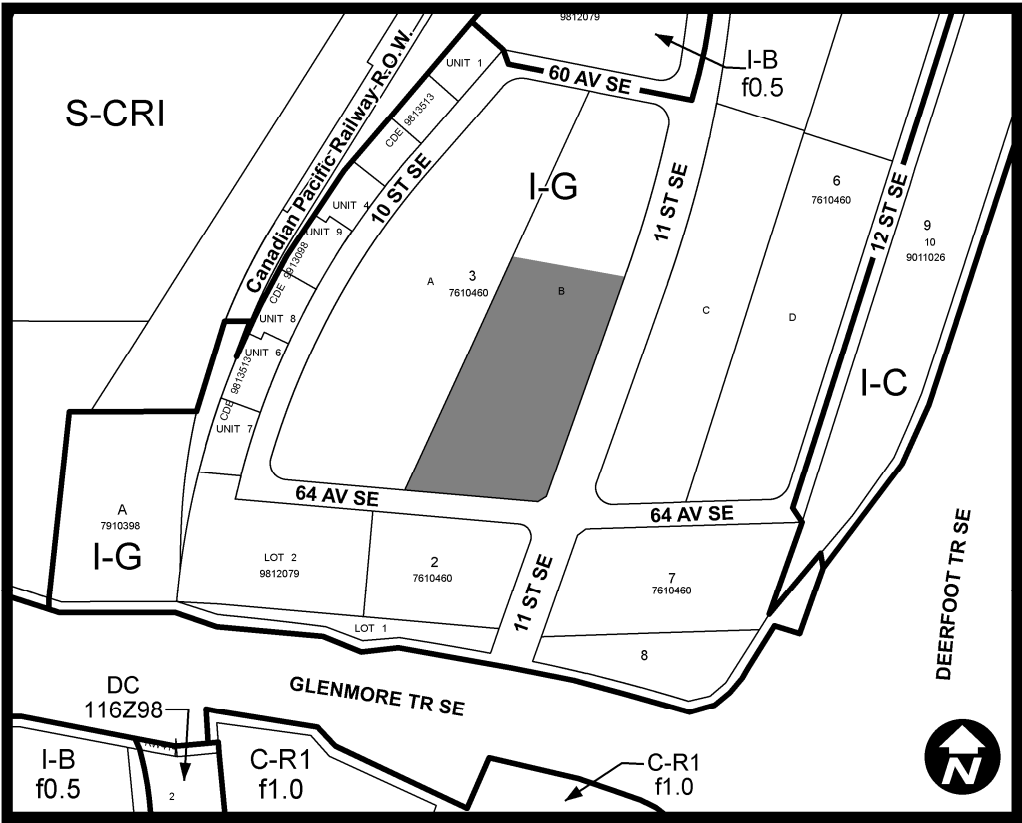 9812079
I-B
f0.5
S-CRI
Canadian Pacific Railway R.O.W.
UNIT 1
60 AV SE
CDE 9813513
10 ST SE
I-G
11 ST SE
12 ST SE
6
7610460
9
10
9011026
UNIT 4
UNIT 9
CDE 9913098
UNIT 8
UNIT 6
CDE 9813513
UNIT 7
A
3
7610460
B
C
D
I-C
64 AV SE
64 AV SE
A
7910398
I-G
LOT 2
9812079
2
7610460
11 ST SE
7
7610460
LOT 1
8
DEERFOOT TR SE
GLENMORE TR SE
DC
116Z98
I-B
f0.5
2
C-R1
f1.0
C-R1
f1.0
N